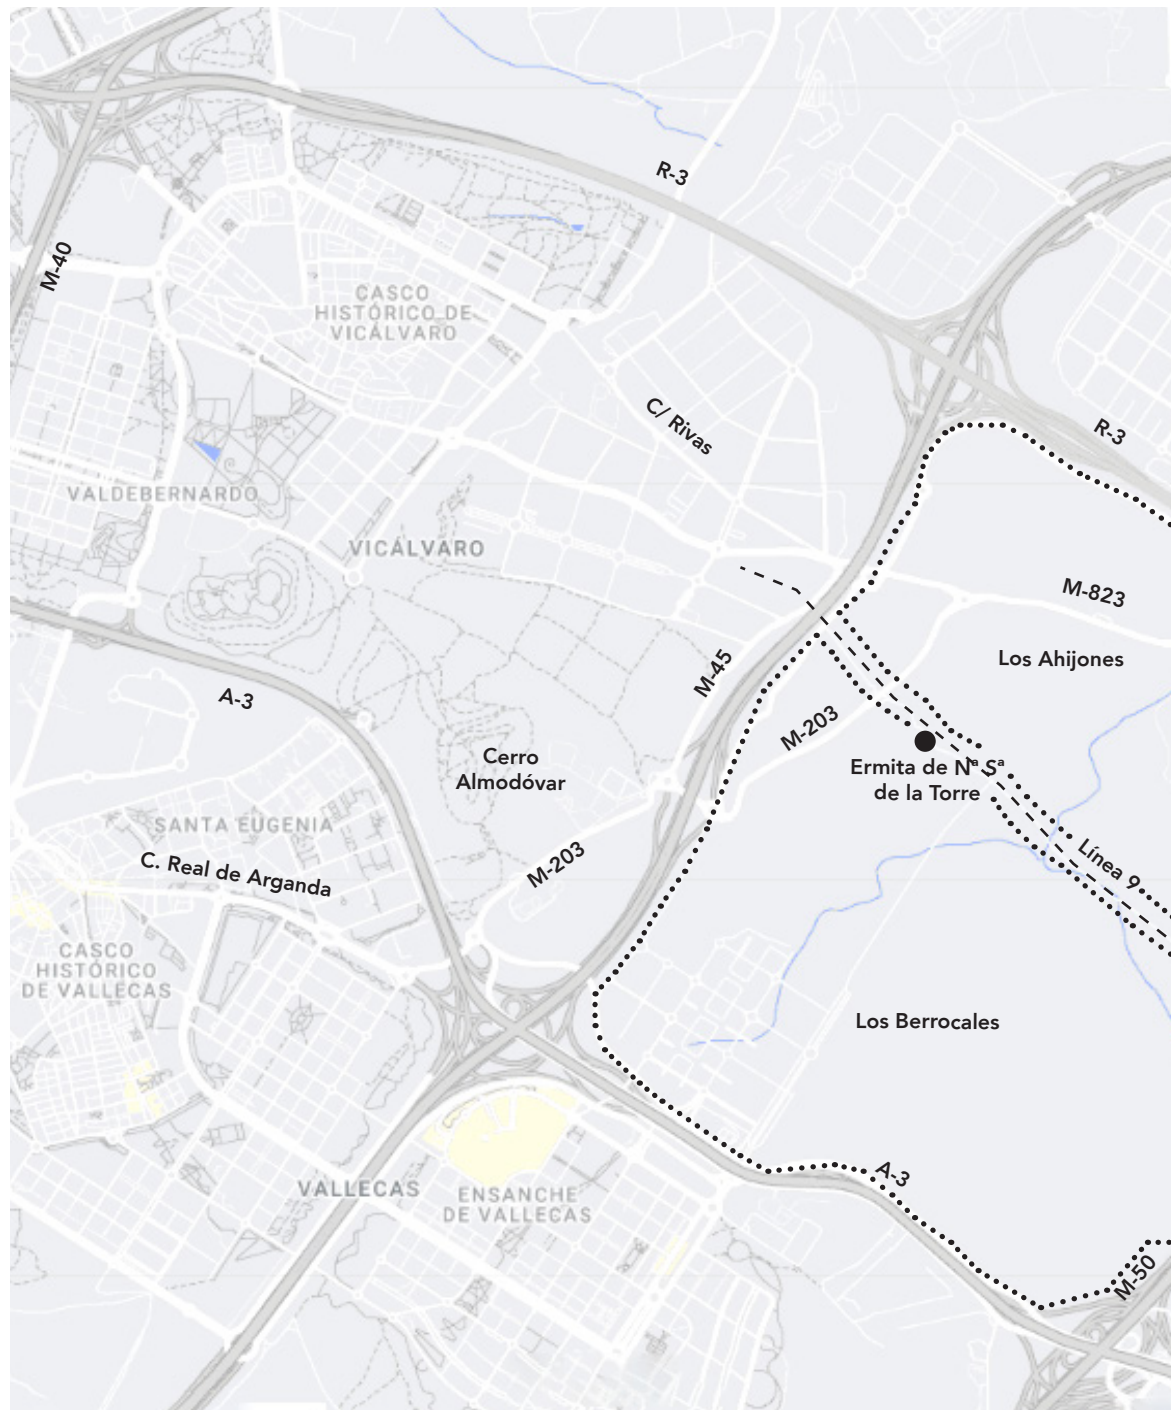 R-3
M-40
CASCO
HISTÓRICO DE
VICÁLVARO
C/ Rivas
R-3
VALDEBERNARDO
VICÁLVARO
M-823
Los Ahijones
M-45
A-3
M-203
Cerro
Almodóvar
Ermita de Nª Sª
de la Torre
SANTA EUGENIA
Línea 9
C. Real de Arganda
M-203
CASCO
HISTÓRICO
DE VALLECAS
Los Berrocales
A-3
VALLECAS
ENSANCHE
DE VALLECAS
M-50